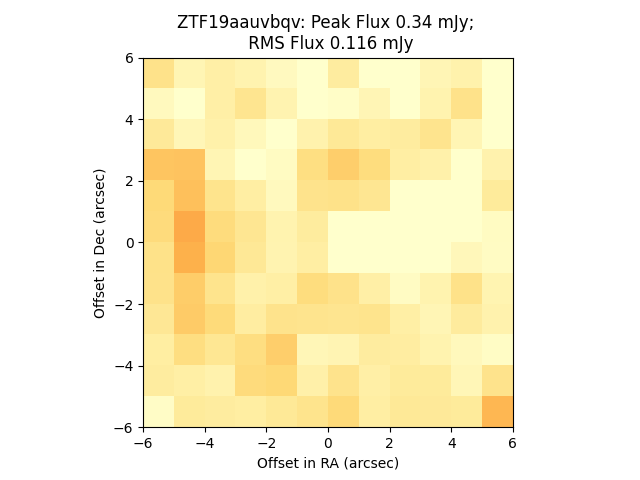 ZTF19aauvbqv: Peak Flux 0.34 mJy;
RMS Flux 0.116 mJy
6
4
2
0
−2
−4
−6
Offset in Dec (arcsec)
−6 −4 −2 0 2 4 6
Offset in RA (arcsec)